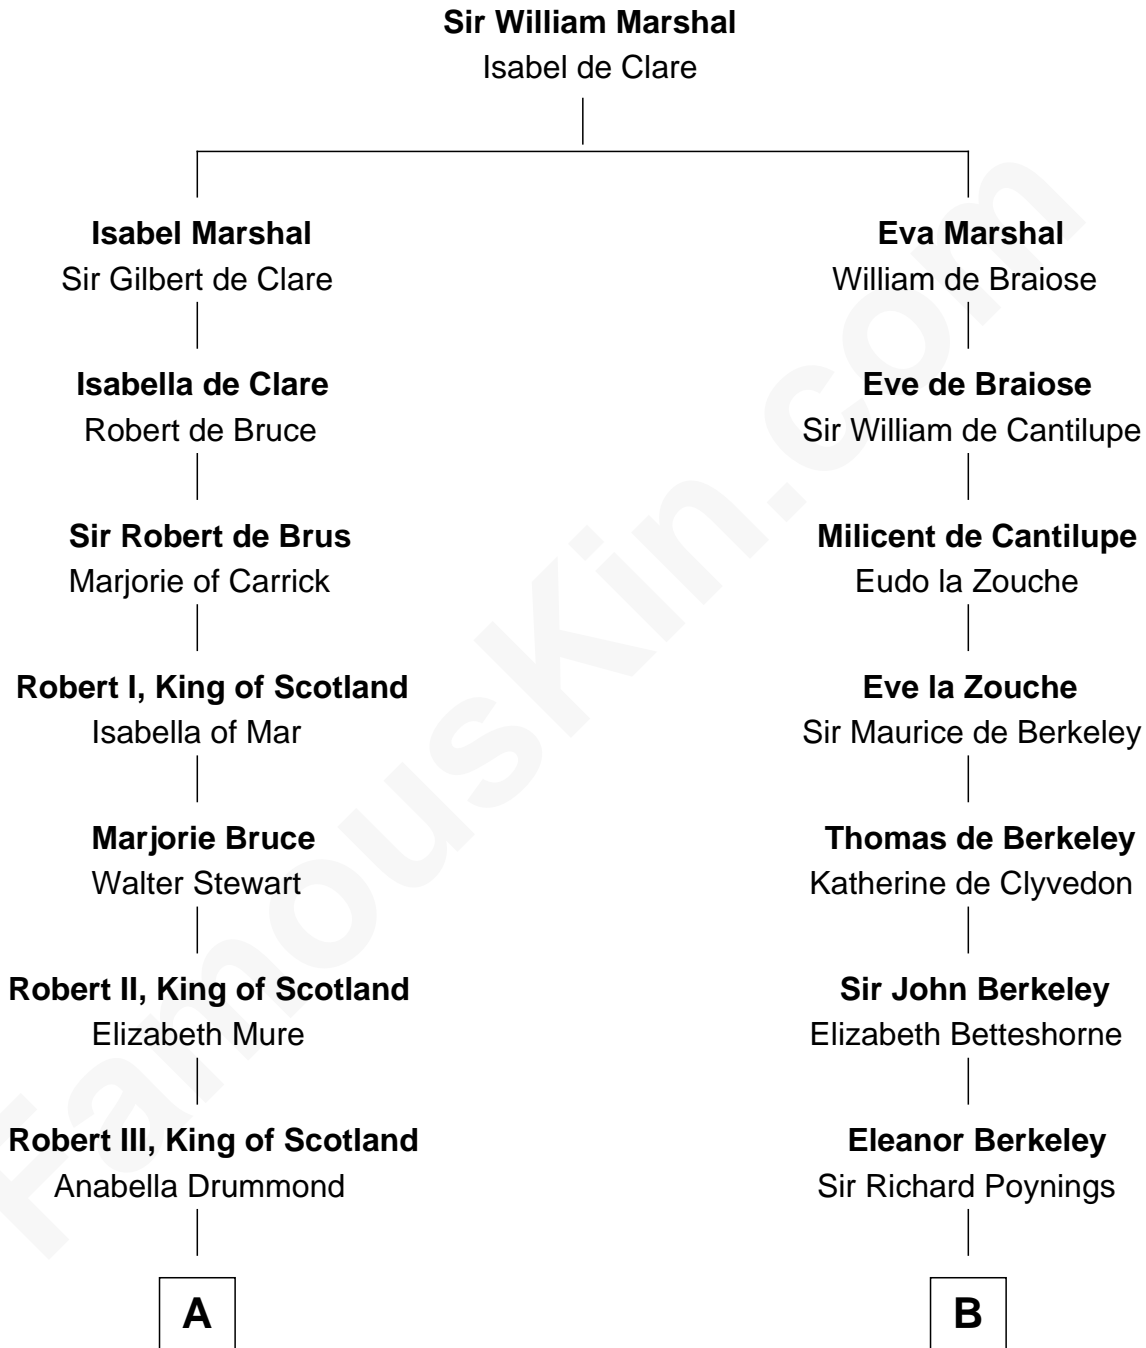 Sir William Marshal
Isabel de Clare
Isabel Marshal
Sir Gilbert de Clare
Eva Marshal
William de Braiose
Isabella de Clare
Robert de Bruce
Eve de Braiose
Sir William de Cantilupe
Sir Robert de Brus
Marjorie of Carrick
Milicent de Cantilupe
Eudo la Zouche
Robert I, King of Scotland
Isabella of Mar
Eve la Zouche
Sir Maurice de Berkeley
Marjorie Bruce
Walter Stewart
Thomas de Berkeley
Katherine de Clyvedon
Robert II, King of Scotland
Elizabeth Mure
Sir John Berkeley
Elizabeth Betteshorne
Robert III, King of Scotland
Anabella Drummond
Eleanor Berkeley
Sir Richard Poynings
A
B
FamousKin.com